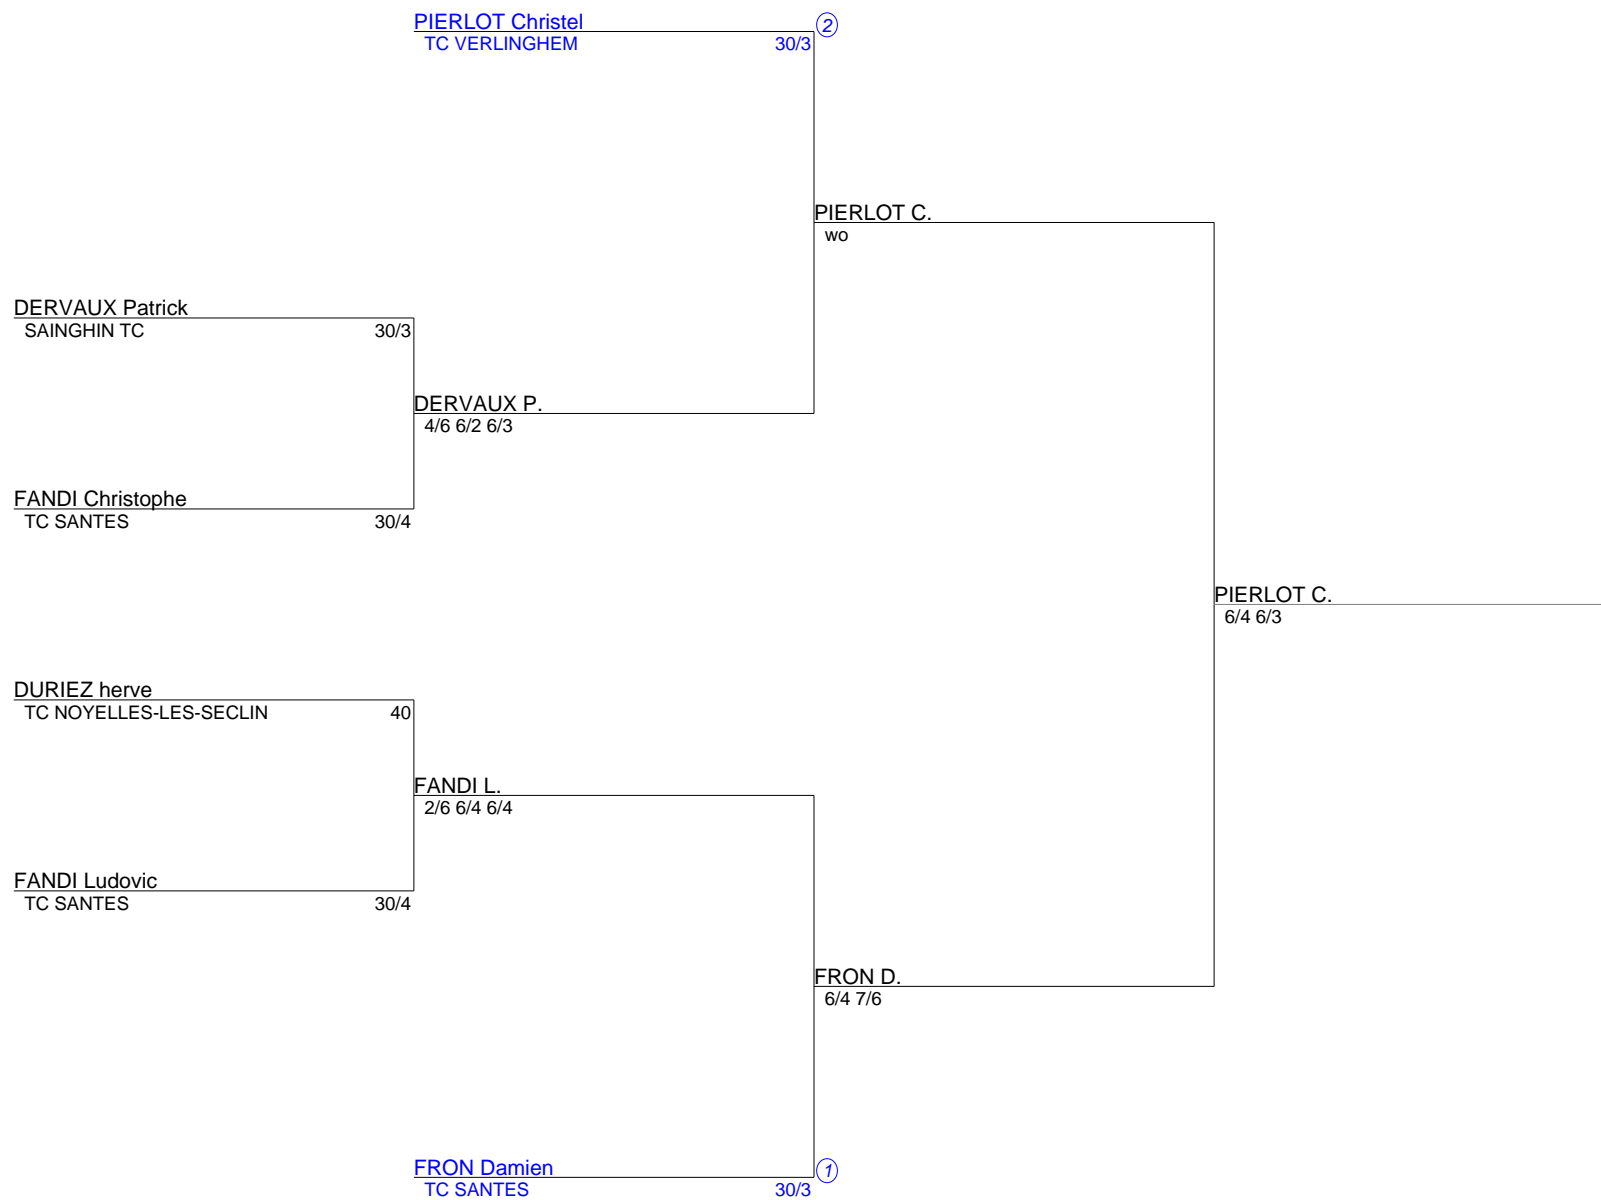 PIERLOT Christel 2
TC VERLINGHEM 30/3
PIERLOT C.
wo
DERVAUX Patrick
SAINGHIN TC 30/3
DERVAUX P.
4/6 6/2 6/3
FANDI Christophe
TC SANTES 30/4
PIERLOT C.
6/4 6/3
DURIEZ herve
TC NOYELLES-LES-SECLIN 40
FANDI L.
2/6 6/4 6/4
FANDI Ludovic
TC SANTES 30/4
FRON D.
6/4 7/6
FRON Damien 1
TC SANTES 30/3